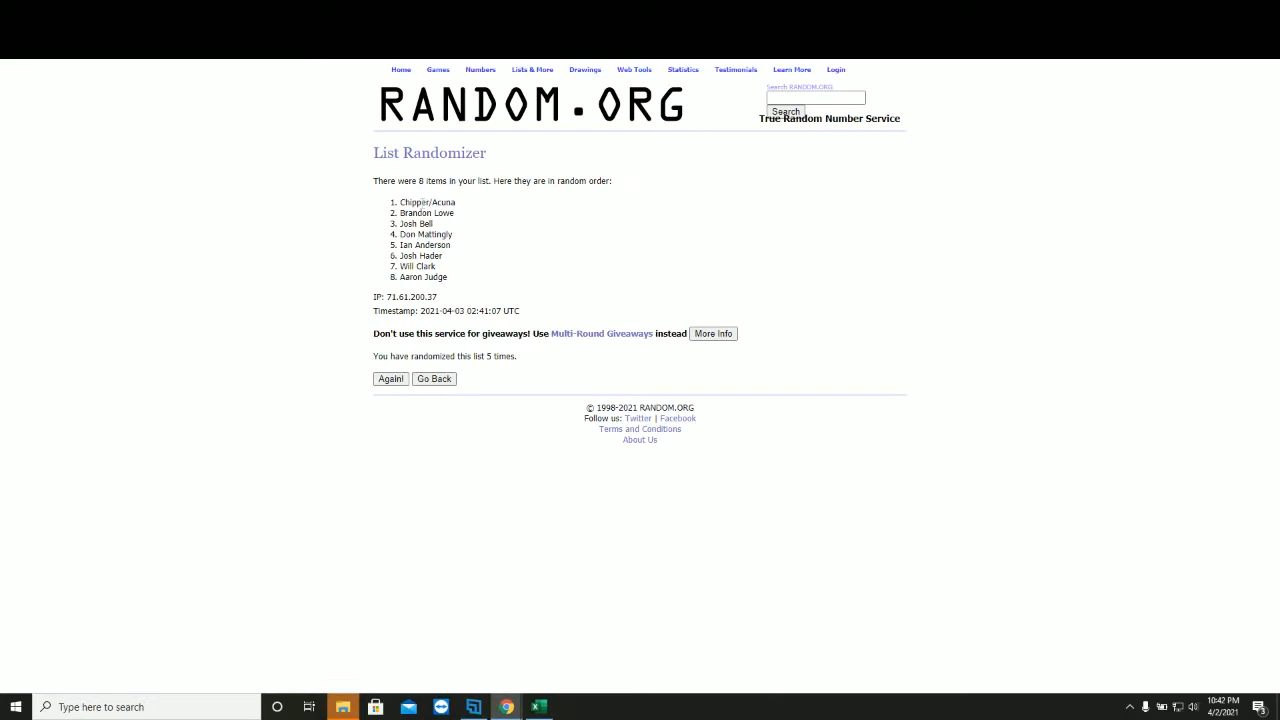 Home Games Numbers Lists & More Drawings Web Tools Statistics Testimonials Learn More Login
RANDOM.ORG
Search RANDOM.ORG
Search
True Random Number Service
List Randomizer
There were 8 items in your list. Here they are in random order:
1. Chipper/Acuna
2. Brandon Lowe
3. Josh Bell
4. Don Mattingly
5. Ian Anderson
6. Josh Hader
7. Will Clark
8. Aaron Judge
IP: 71.61.200.37
Timestamp: 2021-04-03 02:41:07 UTC
Don't use this service for giveaways! Use Multi-Round Giveaways instead More Info
You have randomized this list 5 times.
Again! Go Back
© 1998-2021 RANDOM.ORG
Follow us: Twitter | Facebook
Terms and Conditions
About Us
Type here to search
10:42 PM
4/2/2021
3